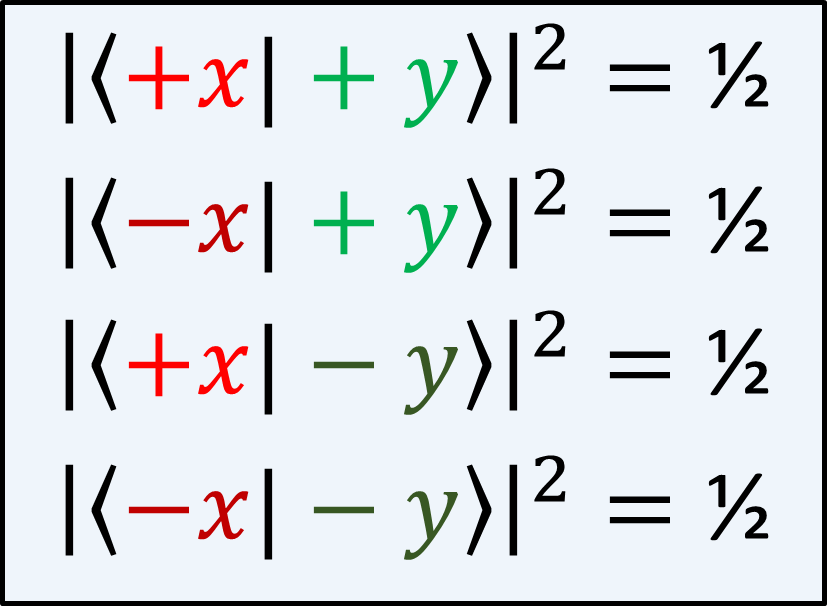 |⟨+x| + y⟩|² = ½
|⟨−x| + y⟩|² = ½
|⟨+x| − y⟩|² = ½
|⟨−x| − y⟩|² = ½